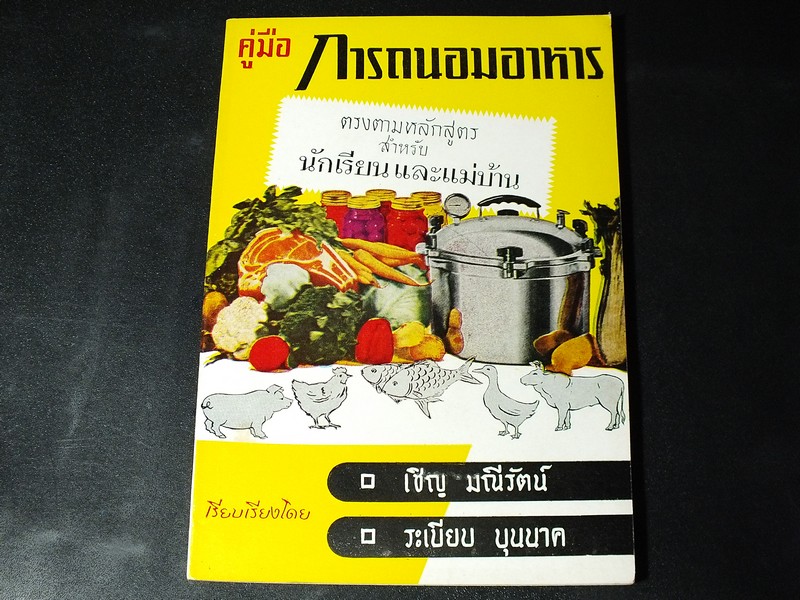 คู่มือ การถนอมอาหาร
ตรงตามหลักสูตร
สำหรับ
นักเรียนและแม่บ้าน
เรียบเรียงโดย
เชิญ มณีรัตน์
ระเบียบ บุนนาค